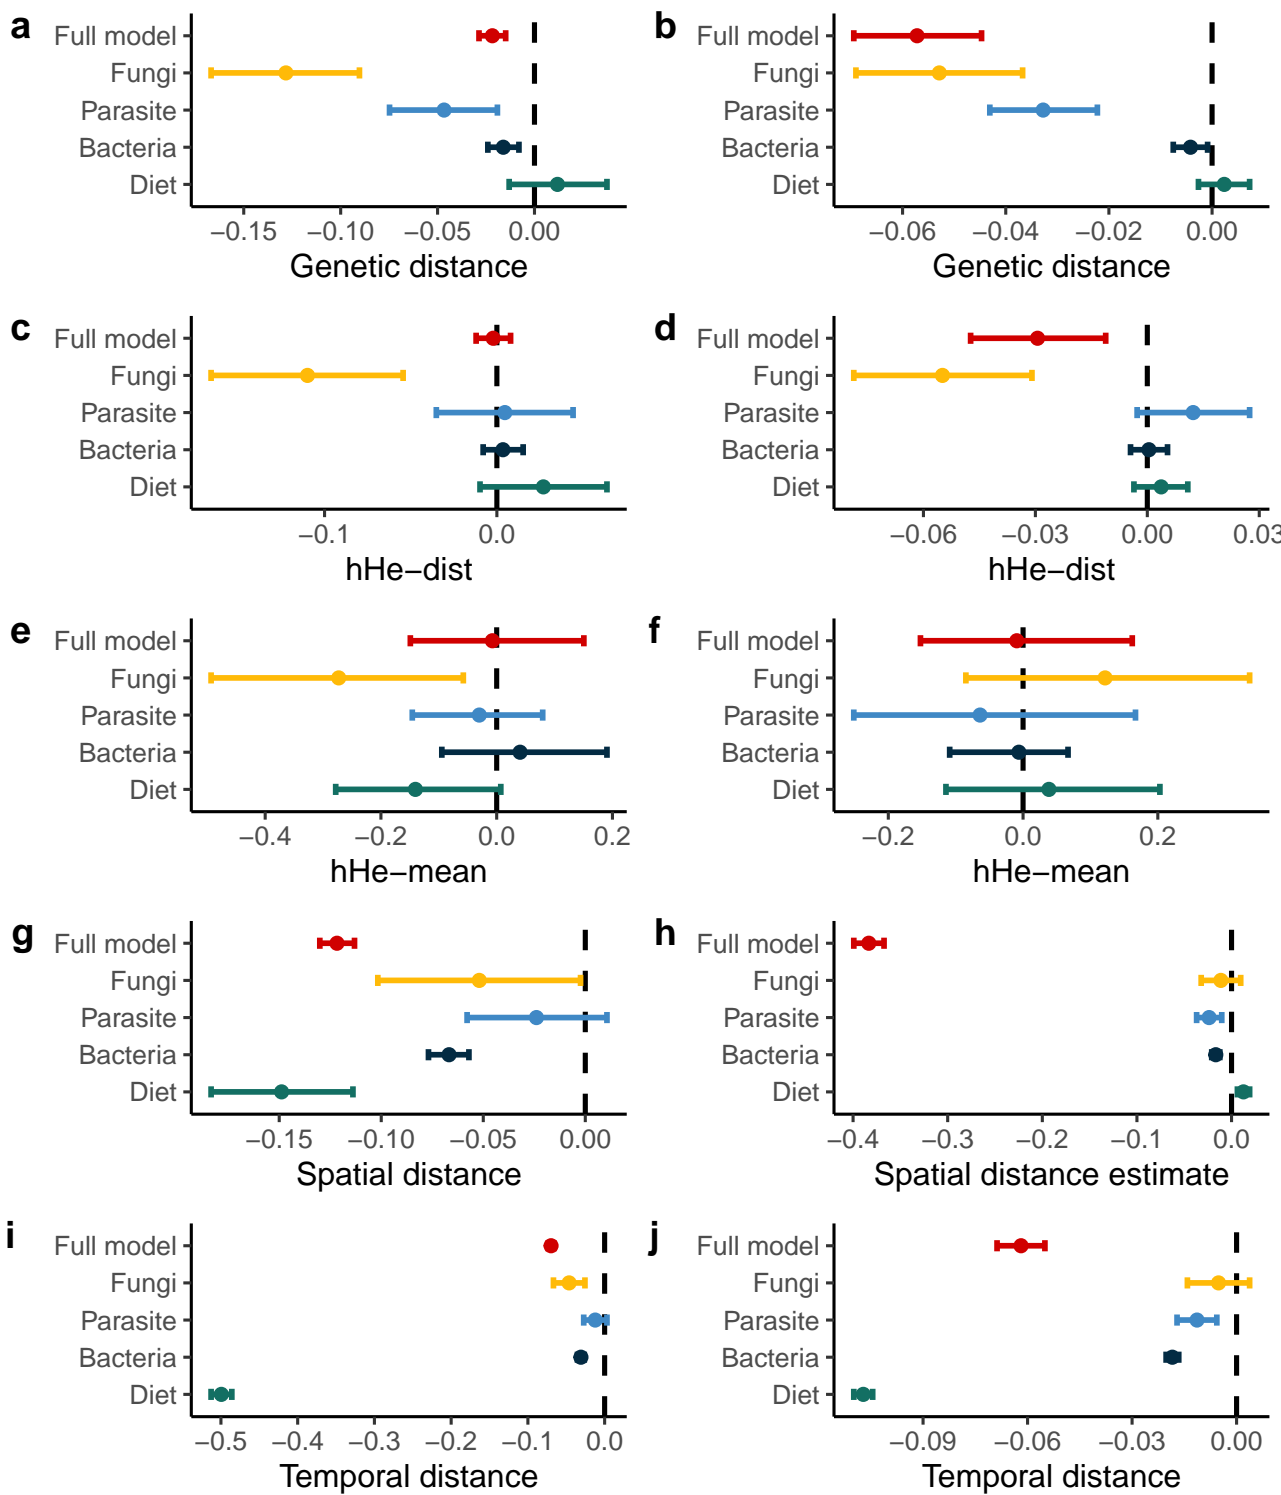 a
Full model
Fungi
Parasite
Bacteria
Diet
−0.15 −0.10 −0.05 0.00
Genetic distance
b
Full model
Fungi
Parasite
Bacteria
Diet
−0.06 −0.04 −0.02 0.00
Genetic distance
c
Full model
Fungi
Parasite
Bacteria
Diet
−0.1 0.0
hHe−dist
d
Full model
Fungi
Parasite
Bacteria
Diet
−0.06 −0.03 0.00 0.03
hHe−dist
e
Full model
Fungi
Parasite
Bacteria
Diet
−0.4 −0.2 0.0 0.2
hHe−mean
f
Full model
Fungi
Parasite
Bacteria
Diet
−0.2 0.0 0.2
hHe−mean
g
Full model
Fungi
Parasite
Bacteria
Diet
−0.15 −0.10 −0.05 0.00
Spatial distance
h
Full model
Fungi
Parasite
Bacteria
Diet
−0.4 −0.3 −0.2 −0.1 0.0
Spatial distance estimate
i
Full model
Fungi
Parasite
Bacteria
Diet
−0.5 −0.4 −0.3 −0.2 −0.1 0.0
Temporal distance
j
Full model
Fungi
Parasite
Bacteria
Diet
−0.09 −0.06 −0.03 0.00
Temporal distance